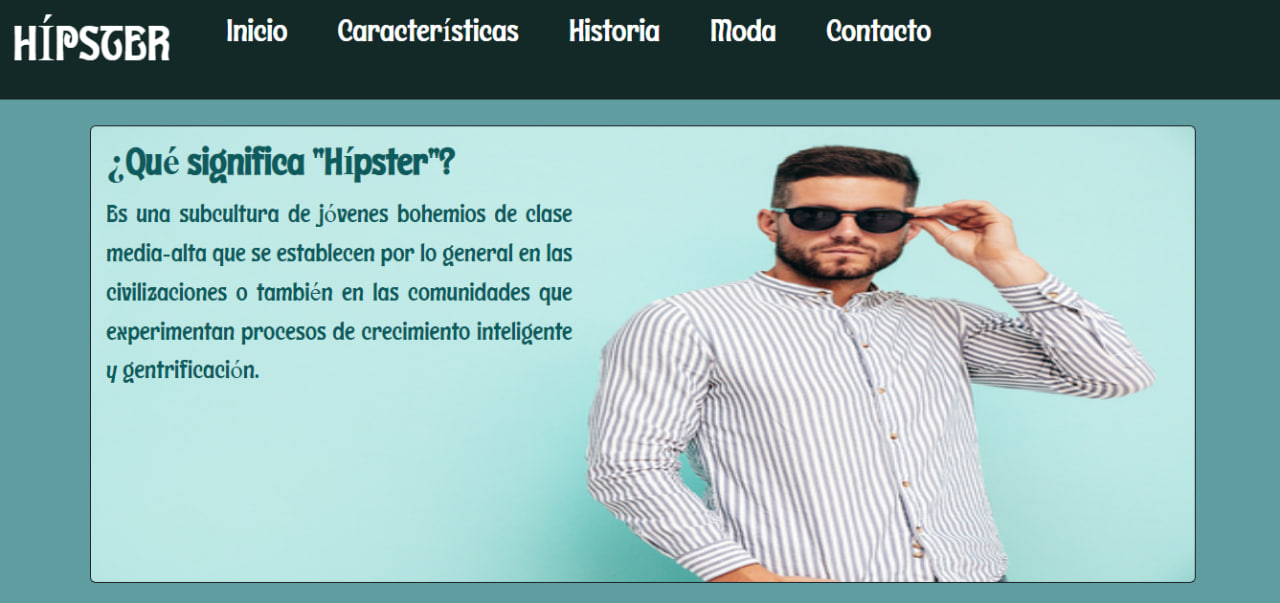 HÍPSTER
Inicio Características Historia Moda Contacto
¿Qué significa "Hípster"?
Es una subcultura de jóvenes bohemios de clase
media-alta que se establecen por lo general en las
civilizaciones o también en las comunidades que
experimentan procesos de crecimiento inteligente
y gentrificación.